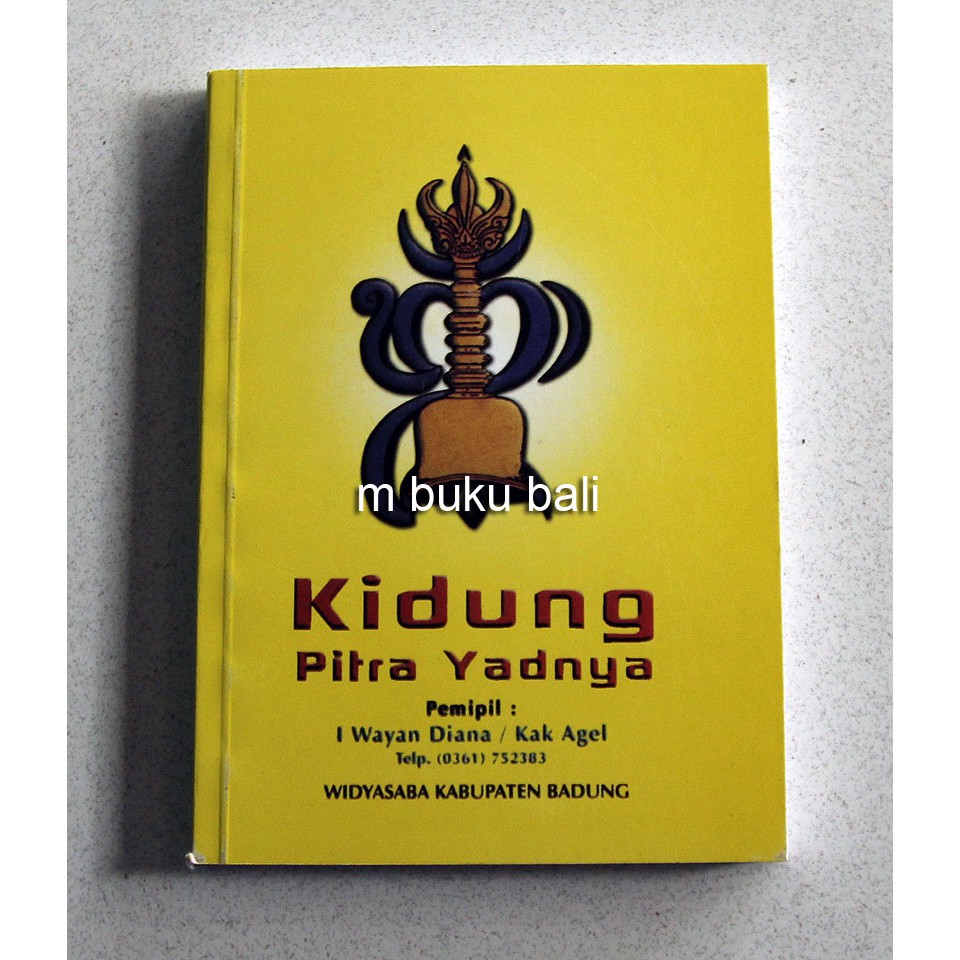 m buku bali
Kidung
Pitra Yadnya
Pemipil :
I Wayan Diana / Kak Agel
Telp. (0361) 752383
WIDYASABA KABUPATEN BADUNG